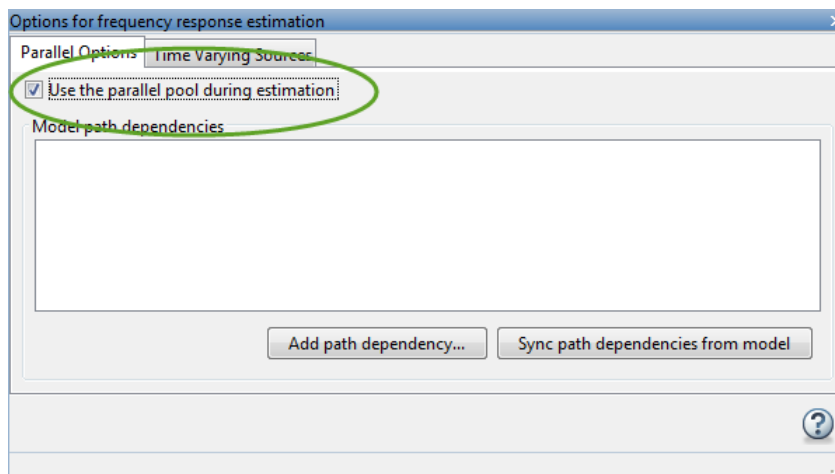 Options for frequency response estimation
Parallel Options
Time Varying Sources
Use the parallel pool during estimation
Model path dependencies
Add path dependency...
Sync path dependencies from model
?